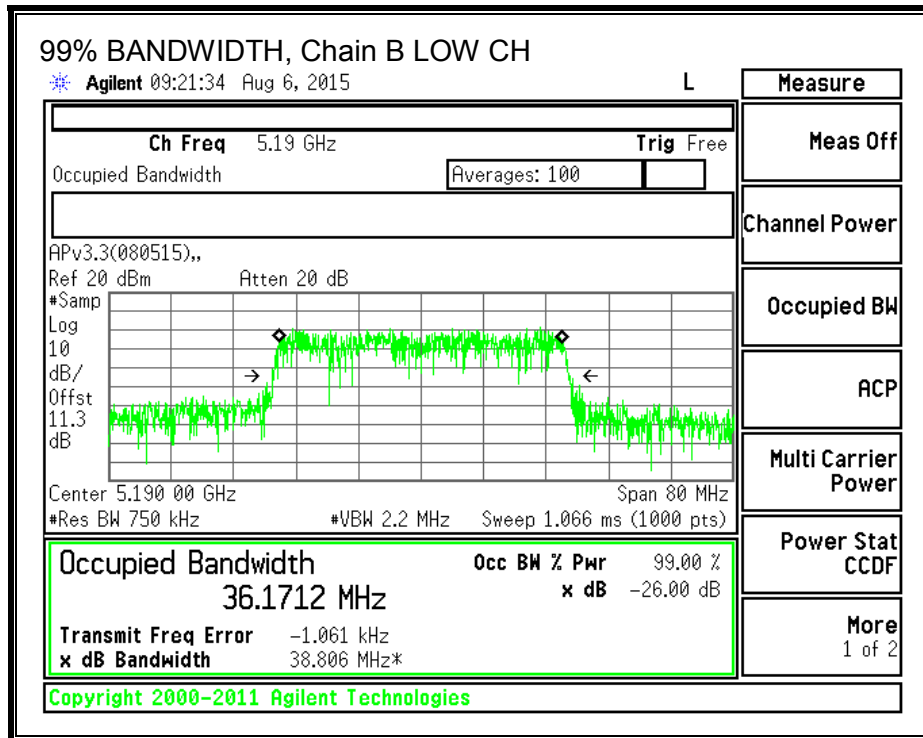 99% BANDWIDTH, Chain B LOW CH
Agilent 09:21:34 Aug 6, 2015 L
Measure
Ch Freq 5.19 GHz Trig Free
Occupied Bandwidth Averages: 100
APv3.3(080515),,
Ref 20 dBm Atten 20 dB
#Samp
Log
10
dB/
Offst
11.3
dB
Center 5.190 00 GHz Span 80 MHz
#Res BW 750 kHz #VBW 2.2 MHz Sweep 1.066 ms (1000 pts)
Occupied Bandwidth Occ BW % Pwr 99.00 %
36.1712 MHz x dB -26.00 dB
Transmit Freq Error -1.061 kHz
x dB Bandwidth 38.806 MHz*
Copyright 2000-2011 Agilent Technologies
Meas Off
Channel Power
Occupied BW
ACP
Multi Carrier
Power
Power Stat
CCDF
More
1 of 2